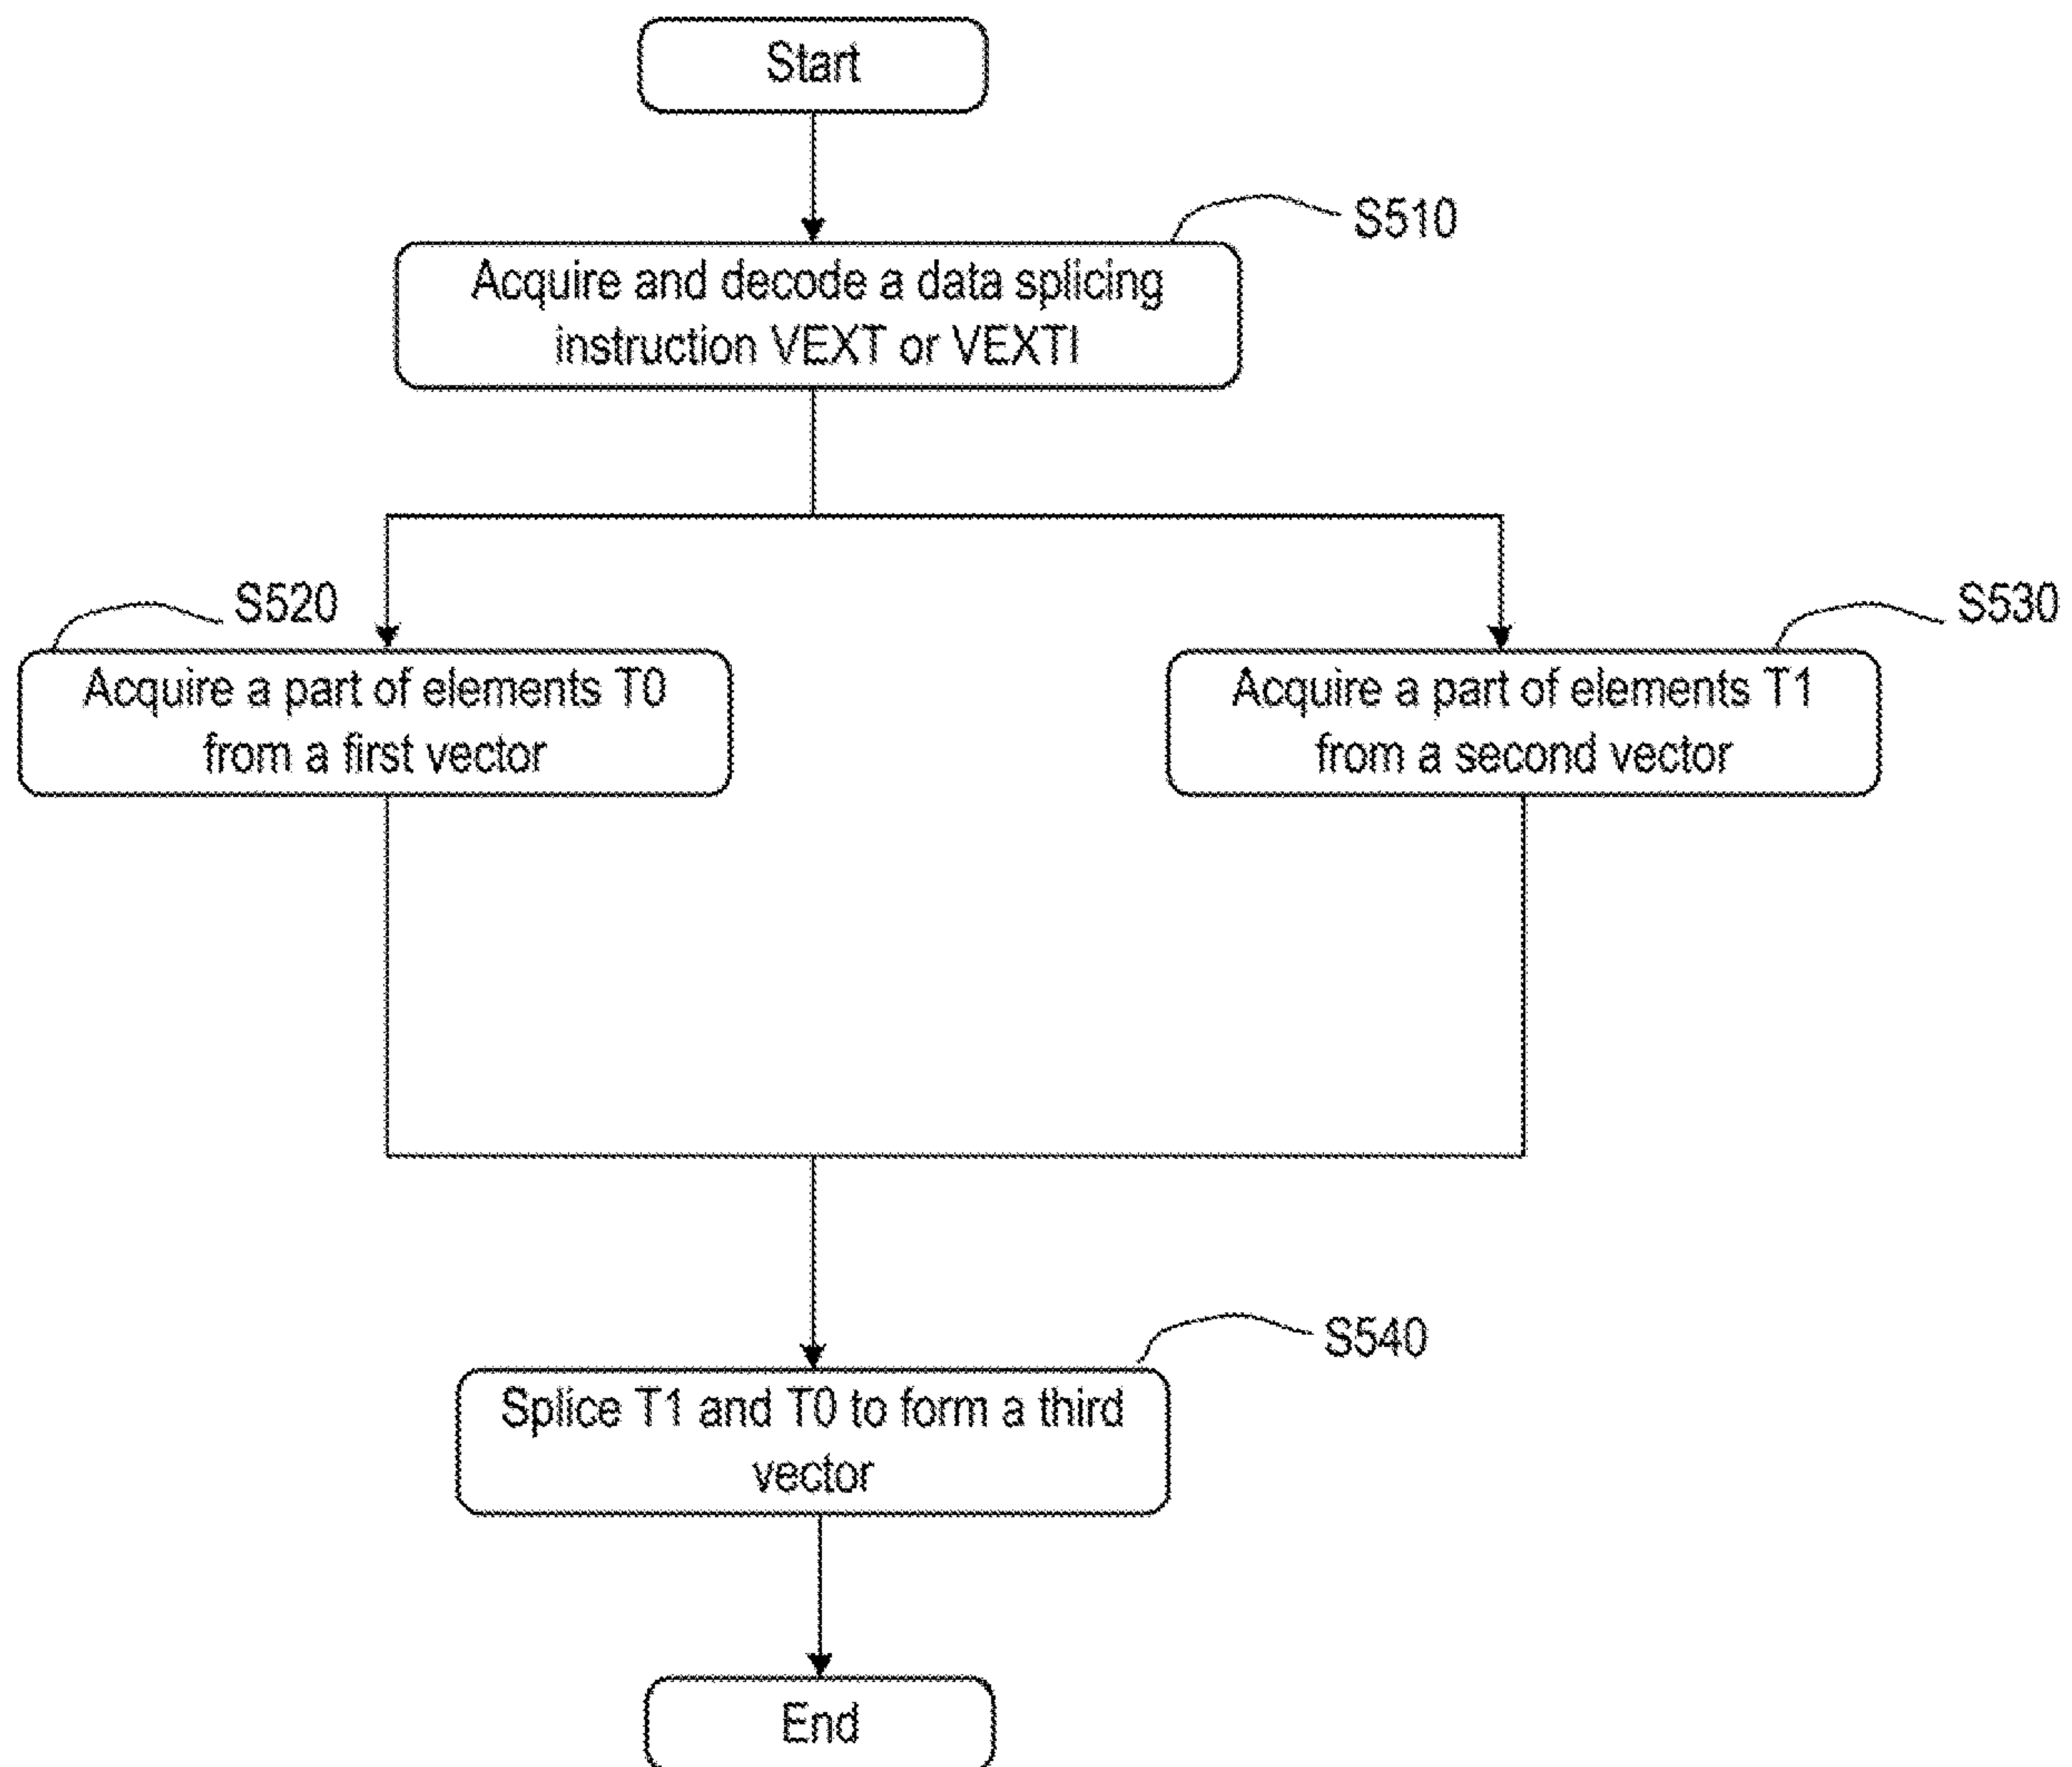 Start
S510
Acquire and decode a data splicing
instruction VEXT or VEXTI
S520
Acquire a part of elements T0
from a first vector
S530
Acquire a part of elements T1
from a second vector
S540
Splice T1 and T0 to form a third
vector
End